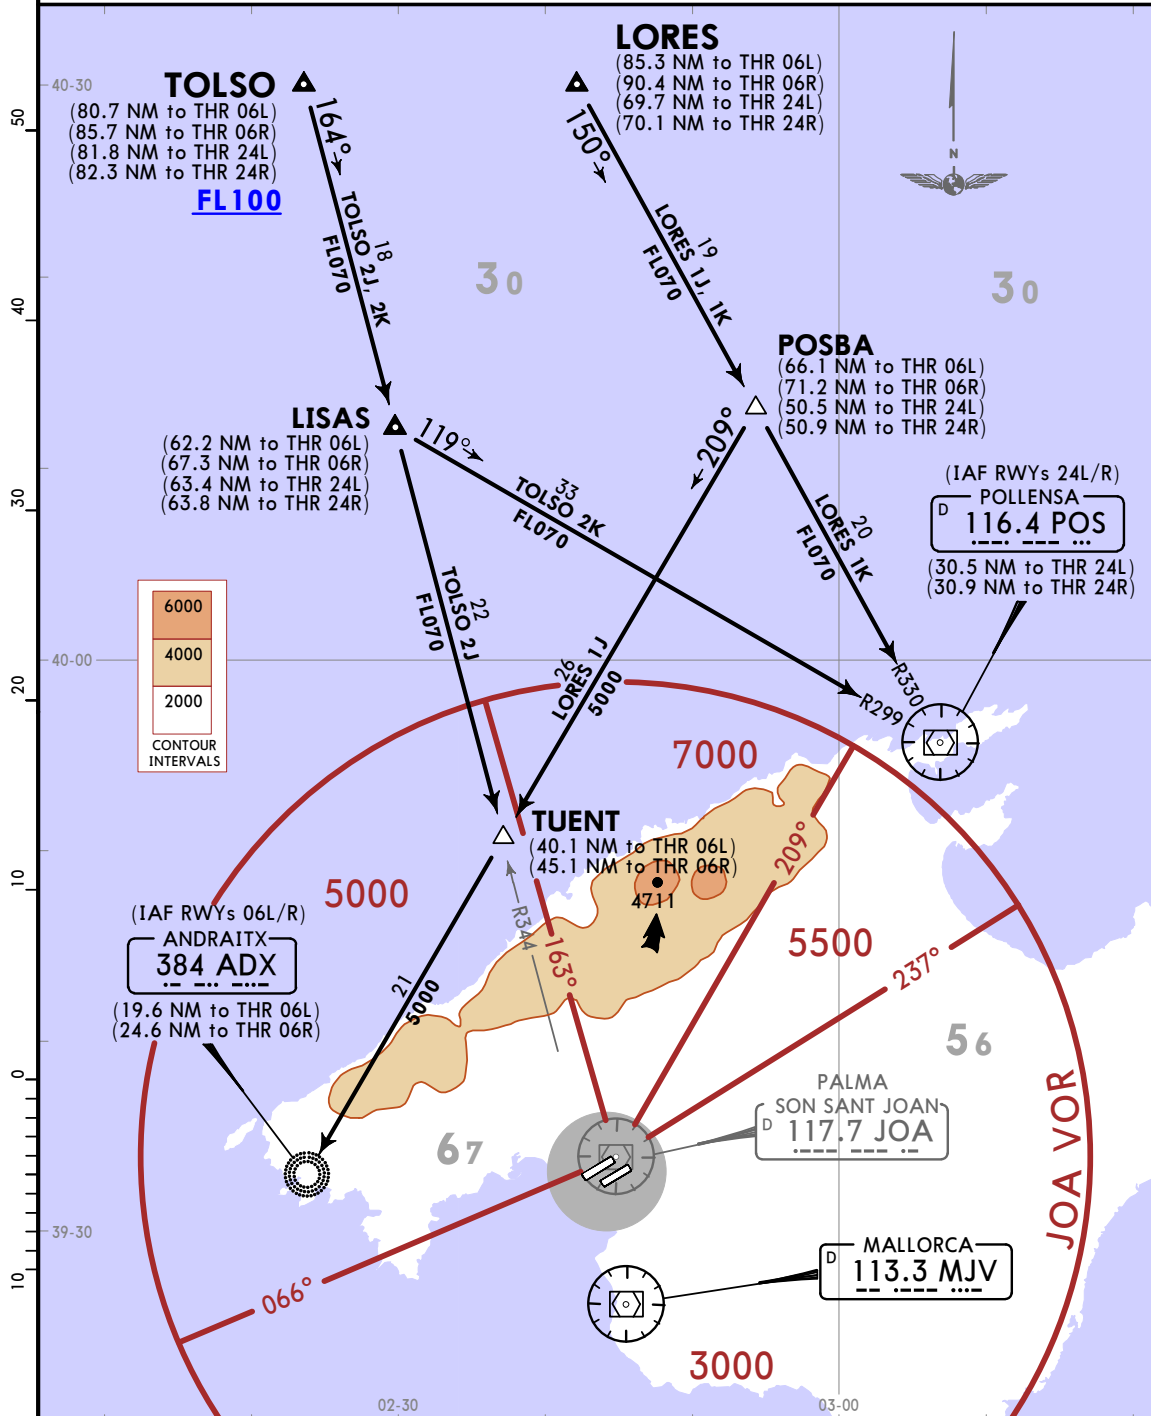 LORES
(85.3 NM to THR 06L)
(90.4 NM to THR 06R)
(69.7 NM to THR 24L)
(70.1 NM to THR 24R)
40-30
TOLSO
(80.7 NM to THR 06L)
(85.7 NM to THR 06R)
(81.8 NM to THR 24L)
(82.3 NM to THR 24R)
FL100
50
164°
150°
N
18
TOLSO 2J, 2K
FL070
19
LORES 1J, 1K
FL070
30
30
40
POSBA
(66.1 NM to THR 06L)
(71.2 NM to THR 06R)
(50.5 NM to THR 24L)
(50.9 NM to THR 24R)
LISAS
(62.2 NM to THR 06L)
(67.3 NM to THR 06R)
(63.4 NM to THR 24L)
(63.8 NM to THR 24R)
119°
209°
30
33
TOLSO 2K
FL070
20
LORES 1K
FL070
(IAF RWYs 24L/R)
POLLENSA
D
116.4 POS
(30.5 NM to THR 24L)
(30.9 NM to THR 24R)
6000
4000
2000
CONTOUR
INTERVALS
22
TOLSO 2J
FL070
40-00
26
LORES 1J
5000
R330
R299
20
7000
TUENT
(40.1 NM to THR 06L)
(45.1 NM to THR 06R)
209°
4711
10
5000
R344
163°
5500
237°
(IAF RWYs 06L/R)
ANDRAITX
384 ADX
(19.6 NM to THR 06L)
(24.6 NM to THR 06R)
21
5000
56
0
67
PALMA
SON SANT JOAN
D
117.7 JOA
JOA VOR
39-30
10
066°
MALLORCA
D
113.3 MJV
3000
02-30
03-00